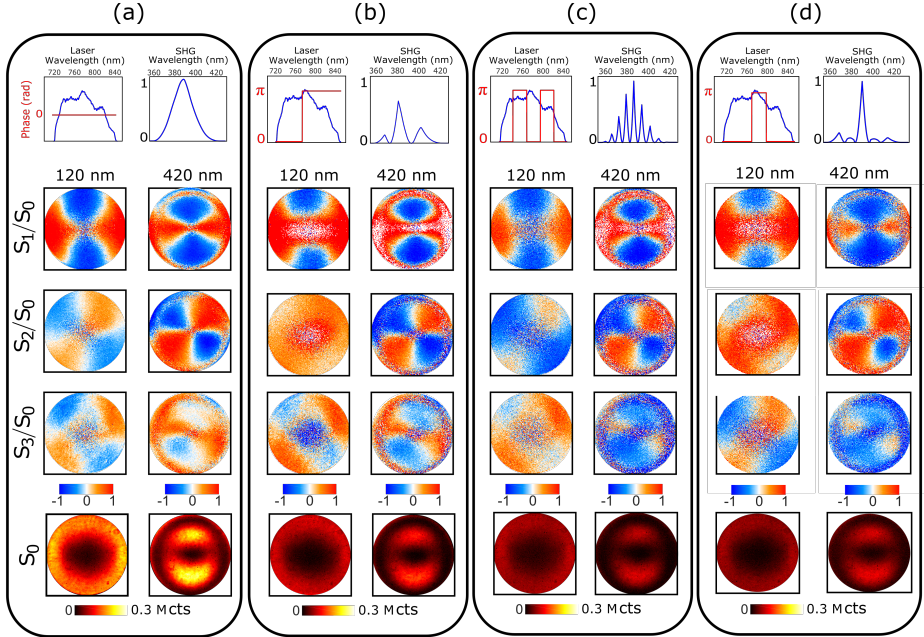 (a)
(b)
(c)
(d)
Laser
Wavelength (nm)
720 760 800 840
SHG
Wavelength (nm)
360 380 400 420
Laser
Wavelength (nm)
720 760 800 840
SHG
Wavelength (nm)
360 380 400 420
Laser
Wavelength (nm)
720 760 800 840
SHG
Wavelength (nm)
360 380 400 420
Laser
Wavelength (nm)
720 760 800 840
SHG
Wavelength (nm)
360 380 400 420
Phase (rad)
0
1
0
π
0
1
0
π
0
1
0
π
0
1
0
120 nm
420 nm
120 nm
420 nm
120 nm
420 nm
120 nm
420 nm
S1/S0
S2/S0
S3/S0
-1 0 1
-1 0 1
-1 0 1
-1 0 1
-1 0 1
-1 0 1
-1 0 1
-1 0 1
S0
0 0.3 Mcts
0 0.3 Mcts
0 0.3 Mcts
0 0.3 Mcts